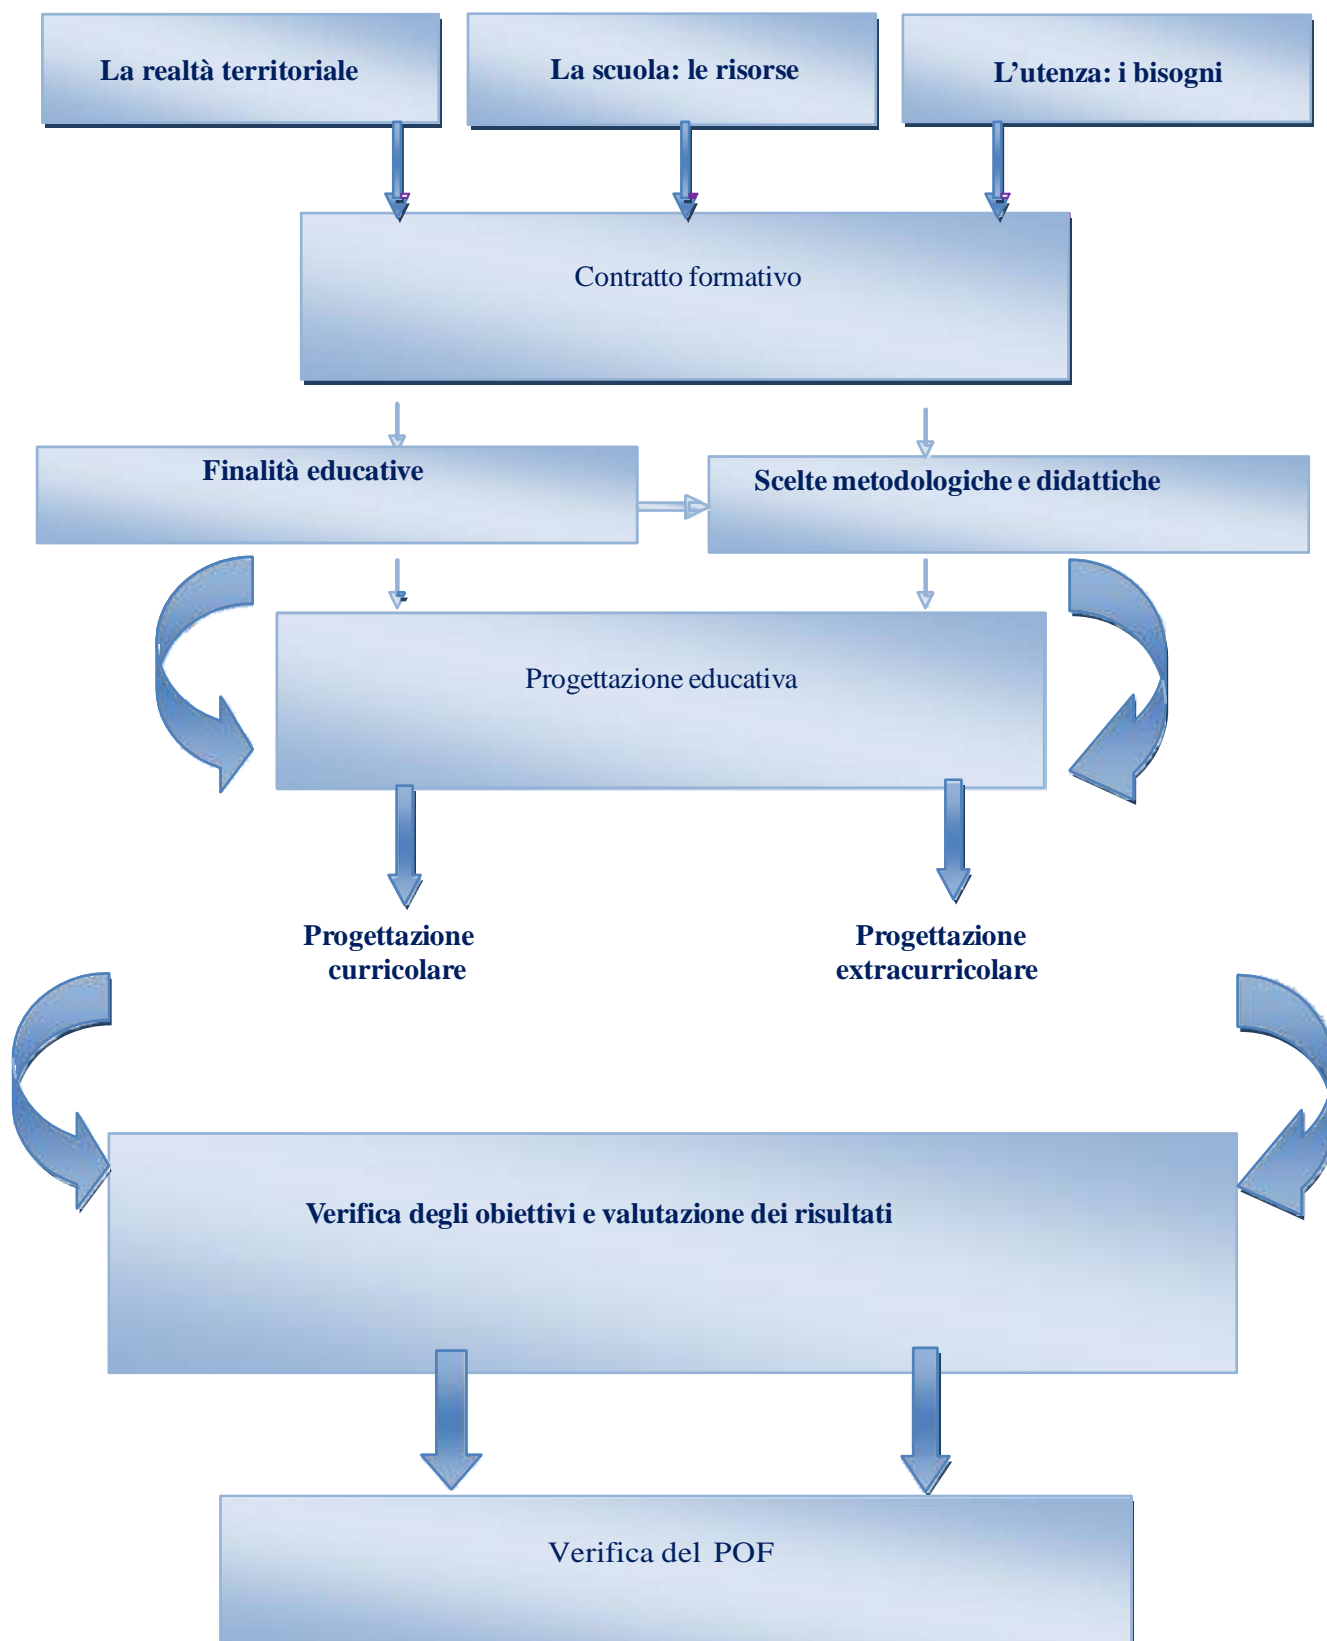 La realtà territoriale
La scuola: le risorse
L’utenza: i bisogni
Contratto formativo
Finalità educative
Scelte metodologiche e didattiche
Progettazione educativa
Progettazione
curricolare
Progettazione
extracurricolare
Verifica degli obiettivi e valutazione dei risultati
Verifica del POF